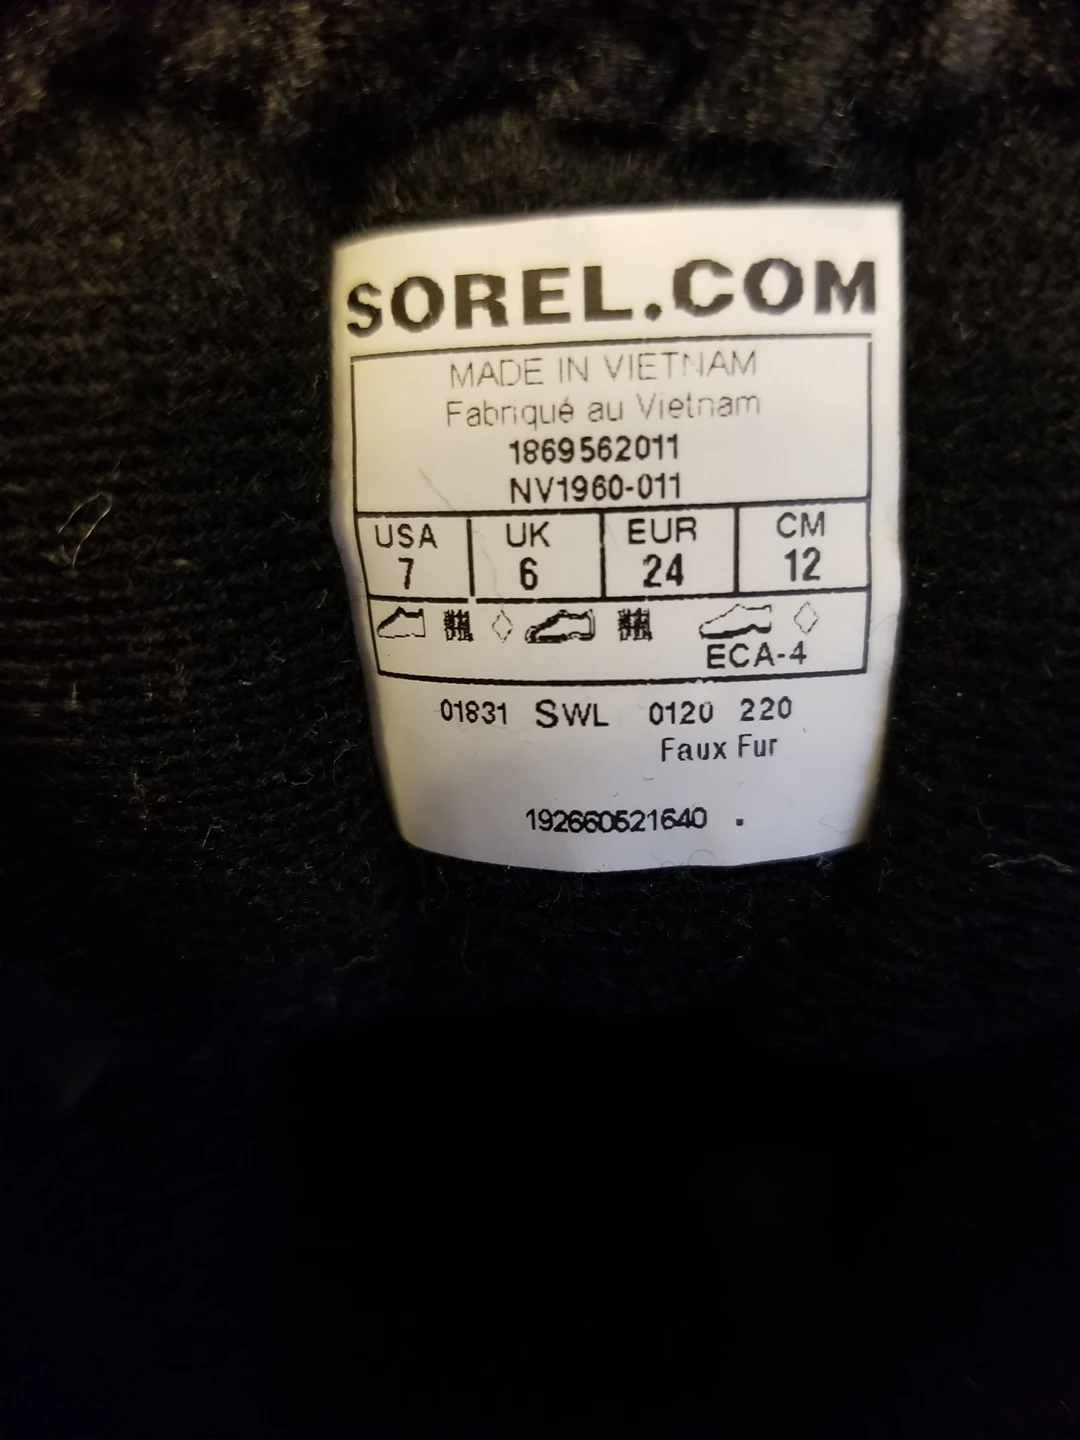 SOREL.COM
MADE IN VIETNAM
Fabriqué au Vietnam
1869562011
NV1960-011
USA UK EUR CM
7 6 24 12
ECA-4
01831 SWL 0120 220
Faux Fur
192660521640 .